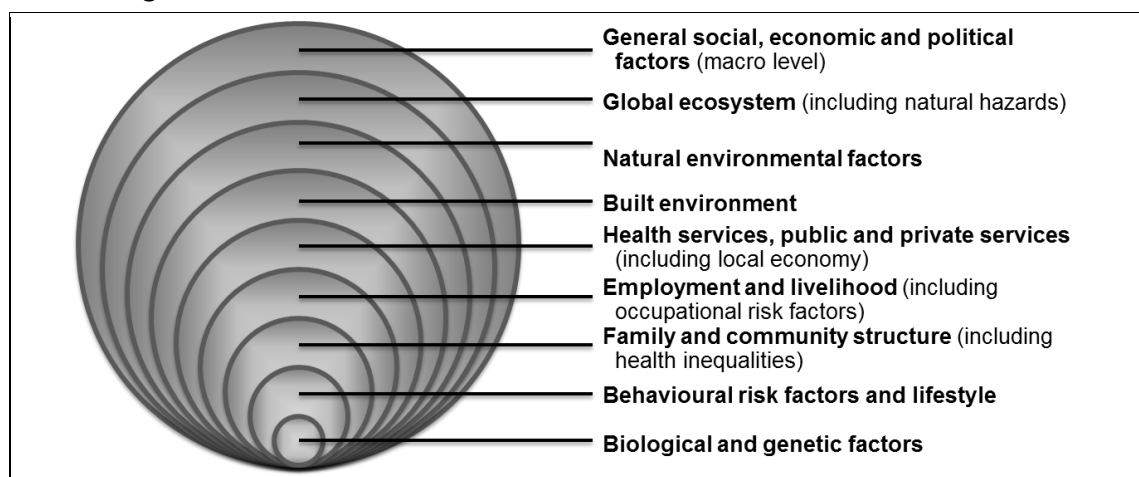 General social, economic and political
factors (macro level)
Global ecosystem (including natural hazards)
Natural environmental factors
Built environment
Health services, public and private services
(including local economy)
Employment and livelihood (including
occupational risk factors)
Family and community structure (including
health inequalities)
Behavioural risk factors and lifestyle
Biological and genetic factors